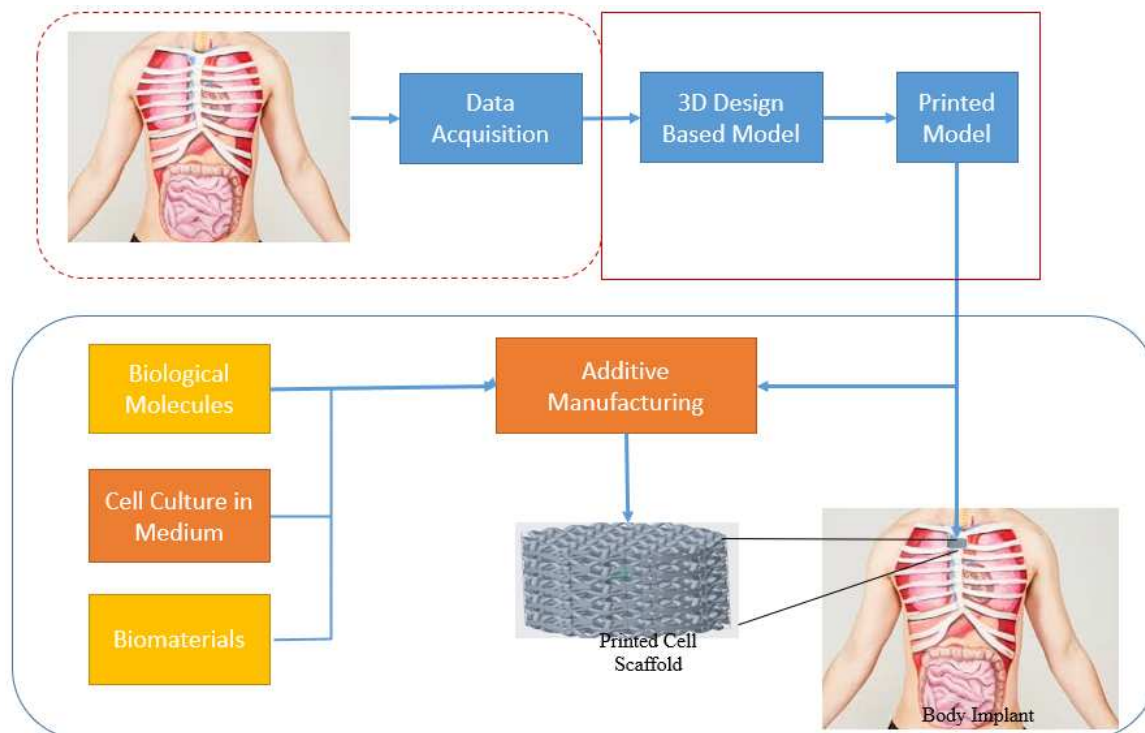 Data
Acquisition
3D Design
Based Model
Printed
Model
Biological
Molecules
Additive
Manufacturing
Cell Culture in
Medium
Biomaterials
Printed Cell
Scaffold
Body Implant